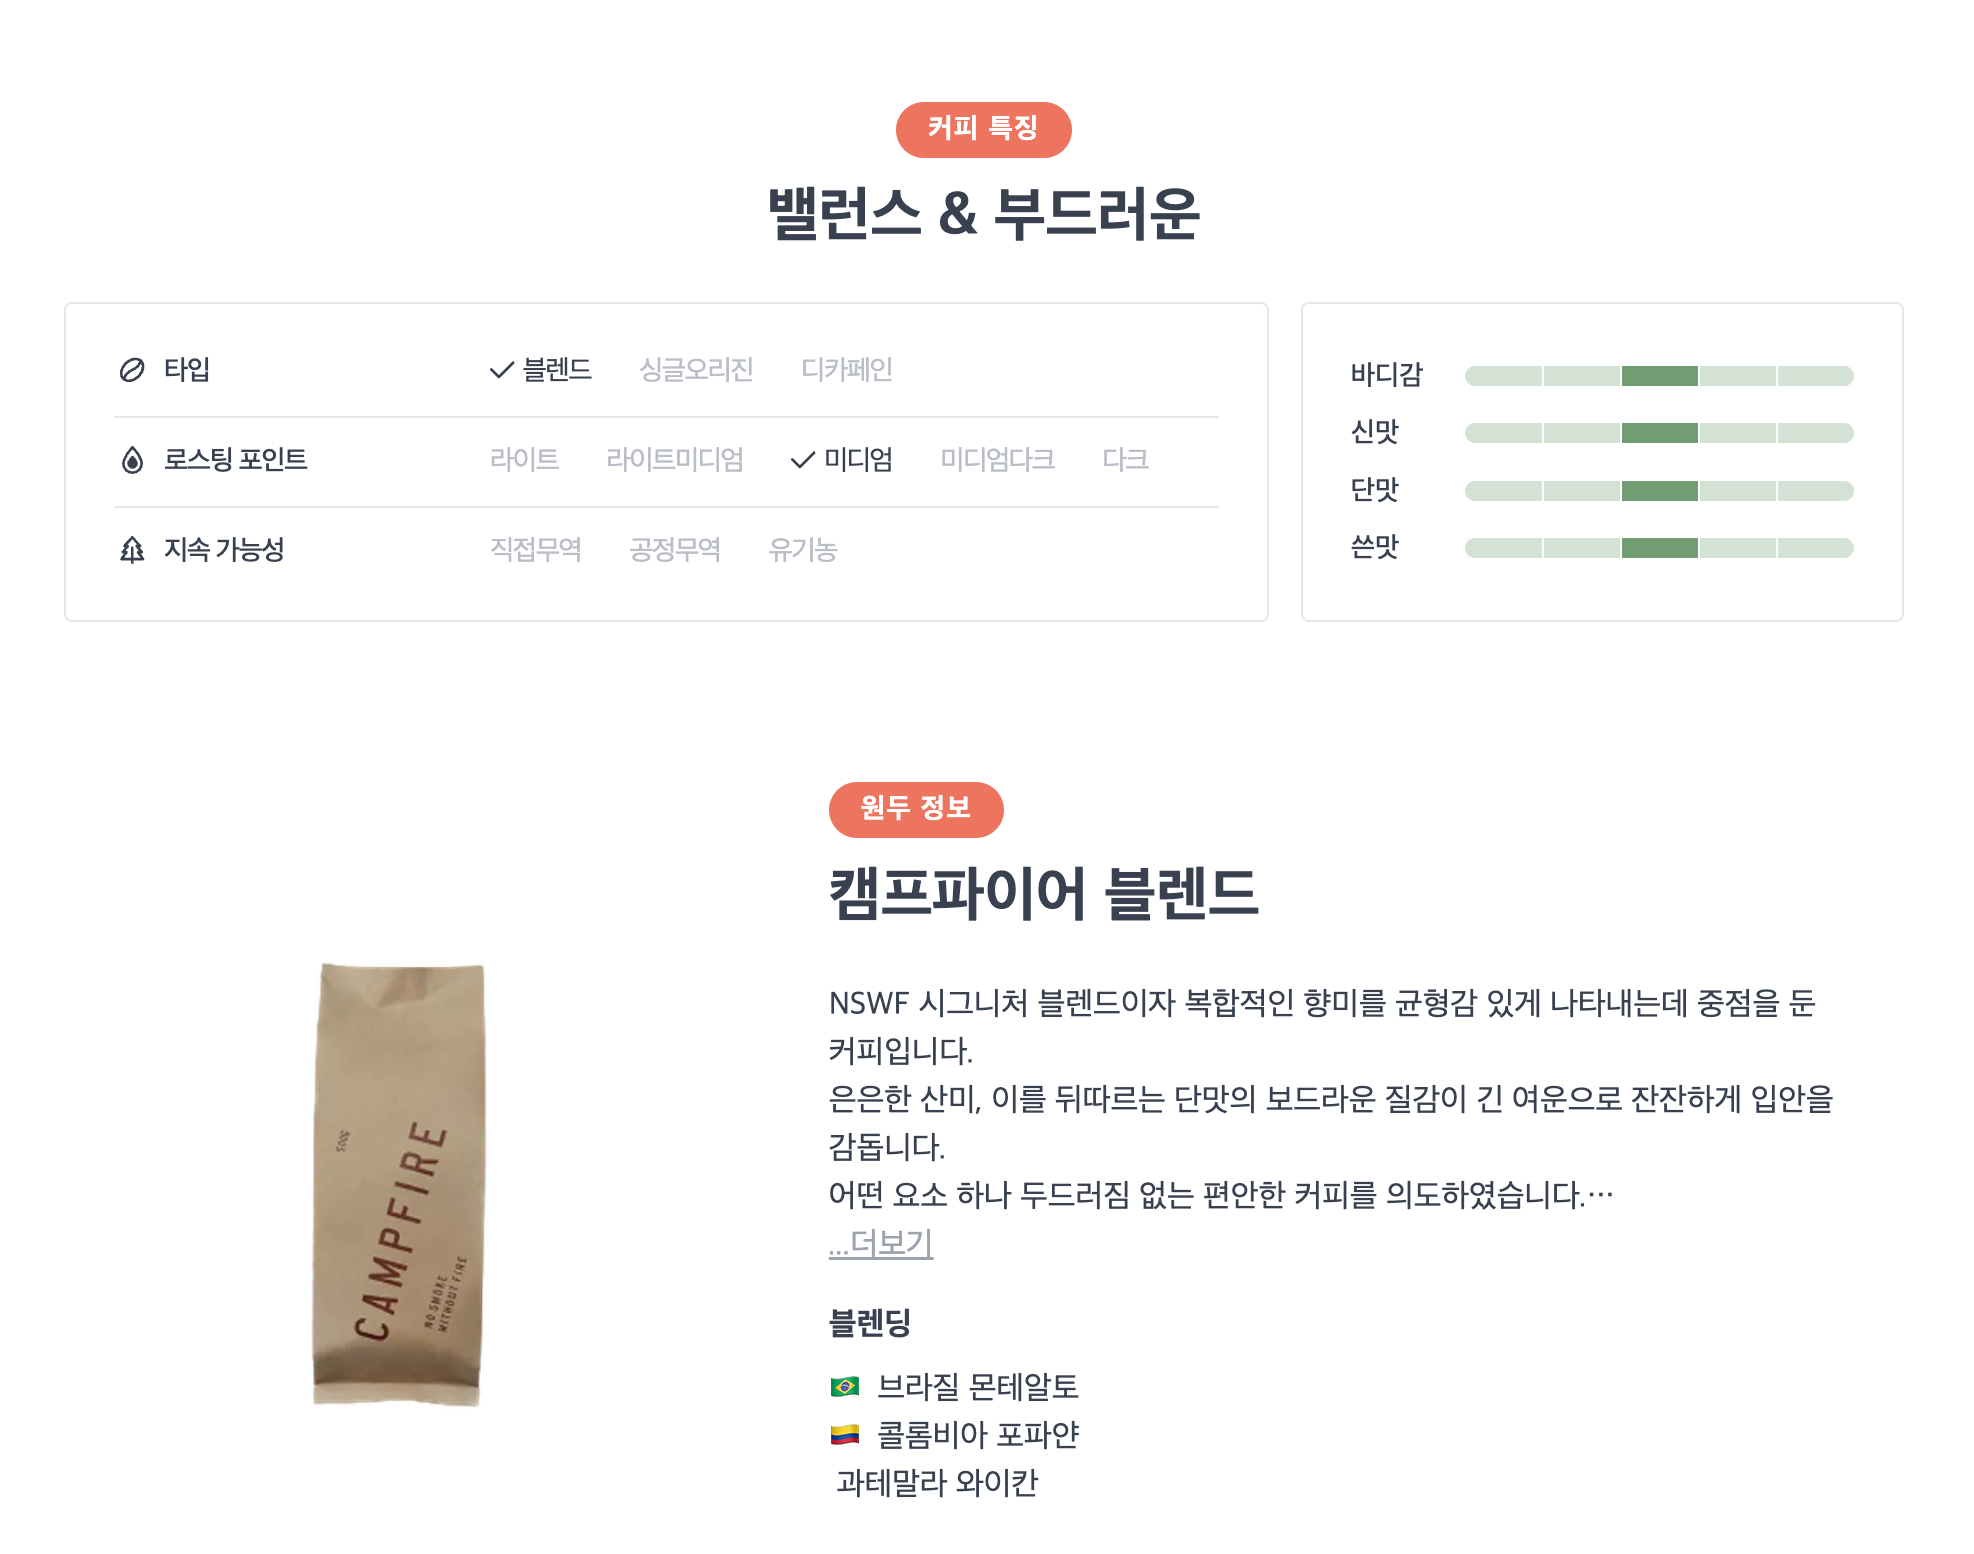 커피 특징
밸런스 & 부드러운
타입 블렌드 싱글오리진 디카페인
로스팅 포인트 라이트 라이트미디엄 미디엄 미디엄다크 다크
지속 가능성 직접무역 공정무역 유기농
바디감
신맛
단맛
쓴맛
원두 정보
캠프파이어 블렌드
NSWF 시그니처 블렌드이자 복합적인 향미를 균형감 있게 나타내는데 중점을 둔
커피입니다.
은은한 산미, 이를 뒤따르는 단맛의 보드라운 질감이 긴 여운으로 잔잔하게 입안을
감돕니다.
어떤 요소 하나 두드러짐 없는 편안한 커피를 의도하였습니다.…
...더보기
블렌딩
브라질 몬테알토
콜롬비아 포파얀
과테말라 와이칸
CAMPFIRE
NO SMOKE
WITHOUT FIRE